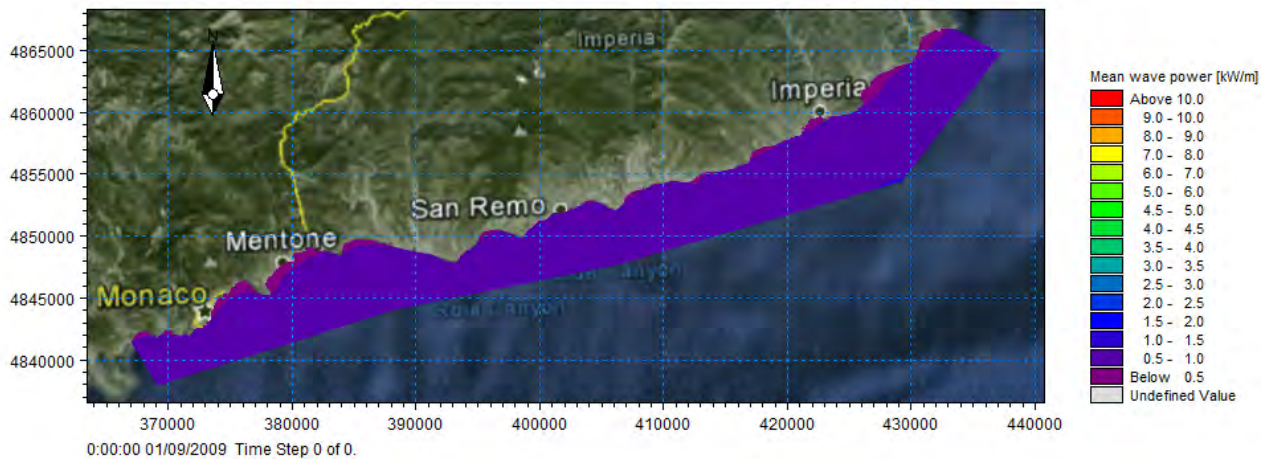 4865000
4860000
4855000
4850000
4845000
4840000
N
Imperia
Imperia
San Remo
Mentone
Monaco
Canyon
Canyon
370000 380000 390000 400000 410000 420000 430000 440000
0:00:00 01/09/2009 Time Step 0 of 0.
Mean wave power [kW/m]
Above 10.0
9.0 - 10.0
8.0 - 9.0
7.0 - 8.0
6.0 - 7.0
5.0 - 6.0
4.5 - 5.0
4.0 - 4.5
3.5 - 4.0
3.0 - 3.5
2.5 - 3.0
2.0 - 2.5
1.5 - 2.0
1.0 - 1.5
0.5 - 1.0
Below 0.5
Undefined Value